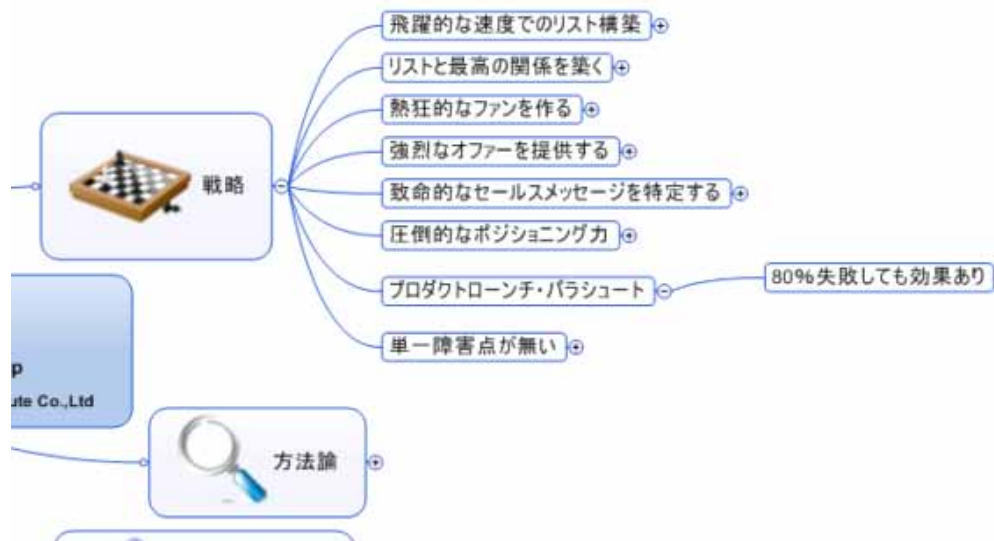 飛躍的な速度でのリスト構築
リストと最高の関係を築く
熱狂的なファンを作る
強烈なオファーを提供する
戦略
致命的なセールスメッセージを特定する
圧倒的なポジショニング力
プロダクトローンチ・パラシュート
80%失敗しても効果あり
単一障害点が無い
p
ute Co.,Ltd
方法論